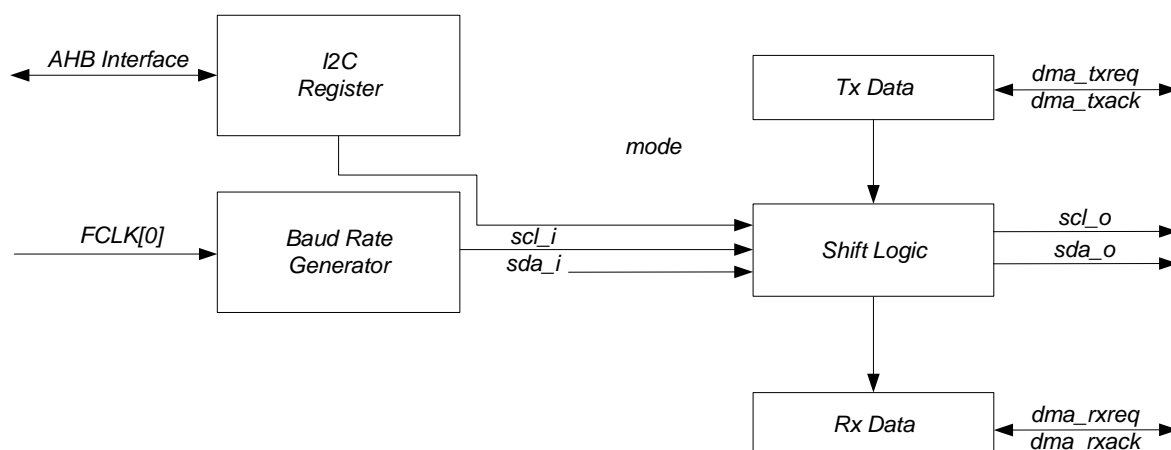 AHB Interface
I2C
Register
Tx Data
dma_txreq
dma_txack
mode
FCLK[0]
Baud Rate
Generator
scl_i
sda_i
Shift Logic
scl_o
sda_o
Rx Data
dma_rxreq
dma_rxack